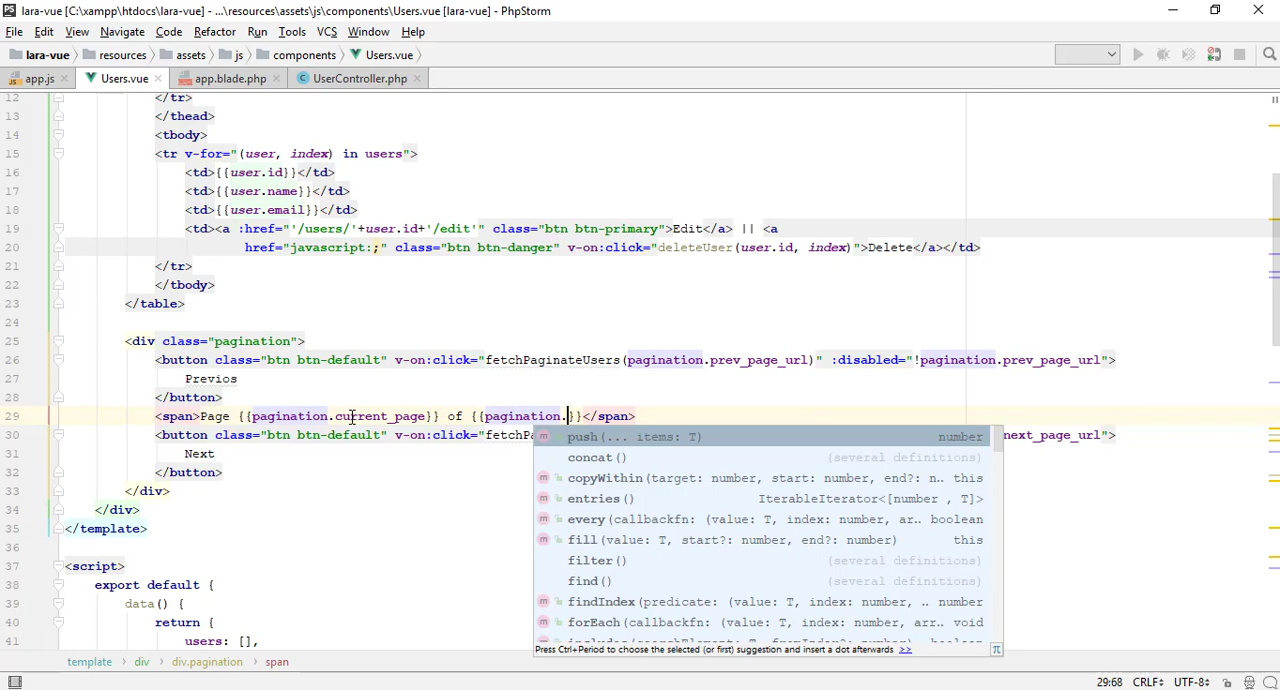 lara-vue [C:\xampp\htdocs\lara-vue] - ...\resources\assets\js\components\Users.vue [lara-vue] - PhpStorm
File Edit View Navigate Code Refactor Run Tools VCS Window Help
lara-vue resources assets js components Users.vue
app.js Users.vue app.blade.php UserController.php
12 </tr>
13 </thead>
14 <tbody>
15 <tr v-for="(user, index) in users">
16 <td>{{user.id}}</td>
17 <td>{{user.name}}</td>
18 <td>{{user.email}}</td>
19 <td><a :href="'/users/'+user.id+'/edit'" class="btn btn-primary">Edit</a> || <a
20 href="javascript:;" class="btn btn-danger" v-on:click="deleteUser(user.id, index)">Delete</a></td>
21 </tr>
22 </tbody>
23 </table>
24
25 <div class="pagination">
26 <button class="btn btn-default" v-on:click="fetchPaginateUsers(pagination.prev_page_url)" :disabled="!pagination.prev_page_url">
27 Previos
28 </button>
29 <span>Page {{pagination.current_page}} of {{pagination.}}</span>
30 <button class="btn btn-default" v-on:click="fetchP next_page_url">
31 Next
32 </button>
33 </div>
34 </div>
35 </template>
36
37 <script>
38 export default {
39 data() {
40 return {
41 users: [],
push(... items: T) number
concat() (several definitions)
copyWithin(target: number, start: number, end?: n.. this
entries() IterableIterator<[number , T]>
every(callbackfn: (value: T, index: number, ar.. boolean
fill(value: T, start?: number, end?: number) this
filter() (several definitions)
find() (several definitions)
findIndex(predicate: (value: T, index: number, .. number
forEach(callbackfn: (value: T, index: number, arr.. void
Press Ctrl+Period to choose the selected (or first) suggestion and insert a dot afterwards >> π
template div div.pagination span
29:68 CRLF UTF-8